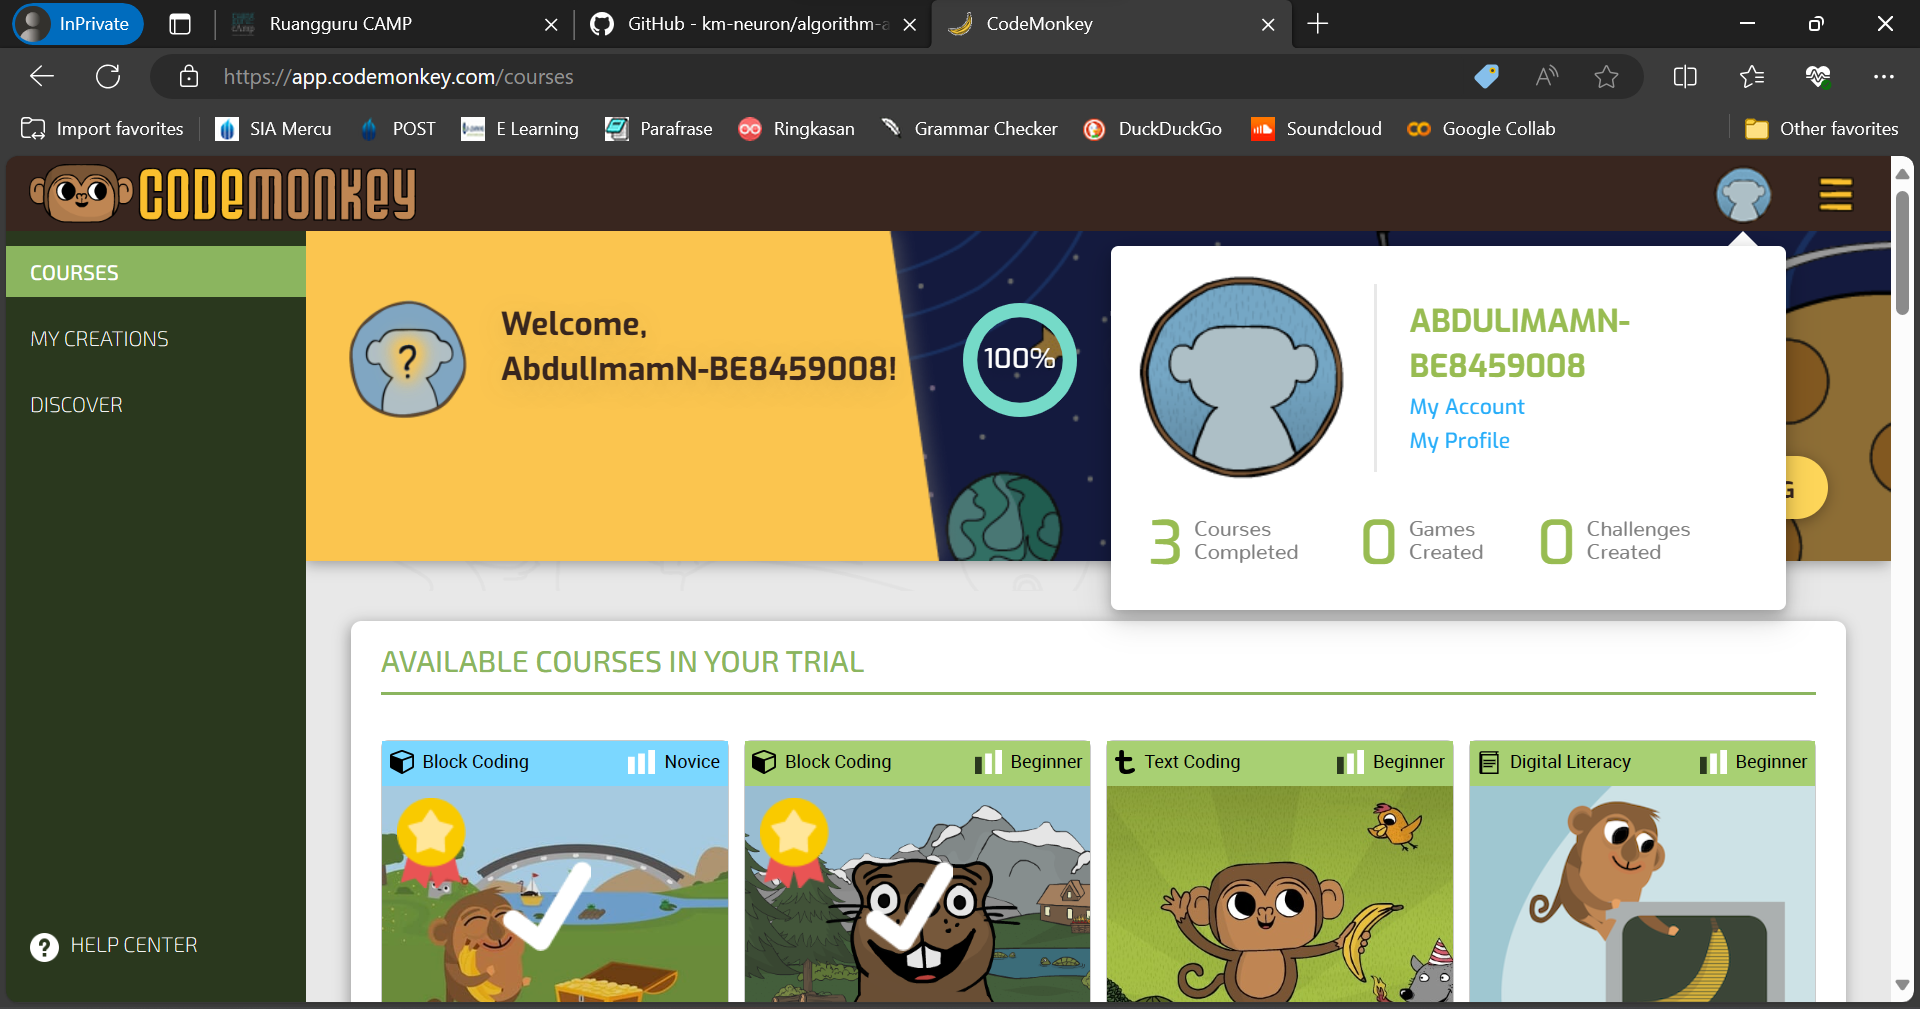 InPrivate
Ruangguru CAMP
GitHub - km-neuron/algorithm-a
CodeMonkey
https://app.codemonkey.com/courses
Import favorites
SIA Mercu
POST
E Learning
Parafrase
Ringkasan
Grammar Checker
DuckDuckGo
Soundcloud
Google Collab
Other favorites
CODEMONKEY
COURSES
MY CREATIONS
DISCOVER
HELP CENTER
Welcome,
AbdulImamN-BE8459008!
?
100%
ABDULIMAMN-
BE8459008
My Account
My Profile
3 Courses
Completed
0 Games
Created
0 Challenges
Created
G
AVAILABLE COURSES IN YOUR TRIAL
Block Coding Novice
Block Coding Beginner
Text Coding Beginner
Digital Literacy Beginner